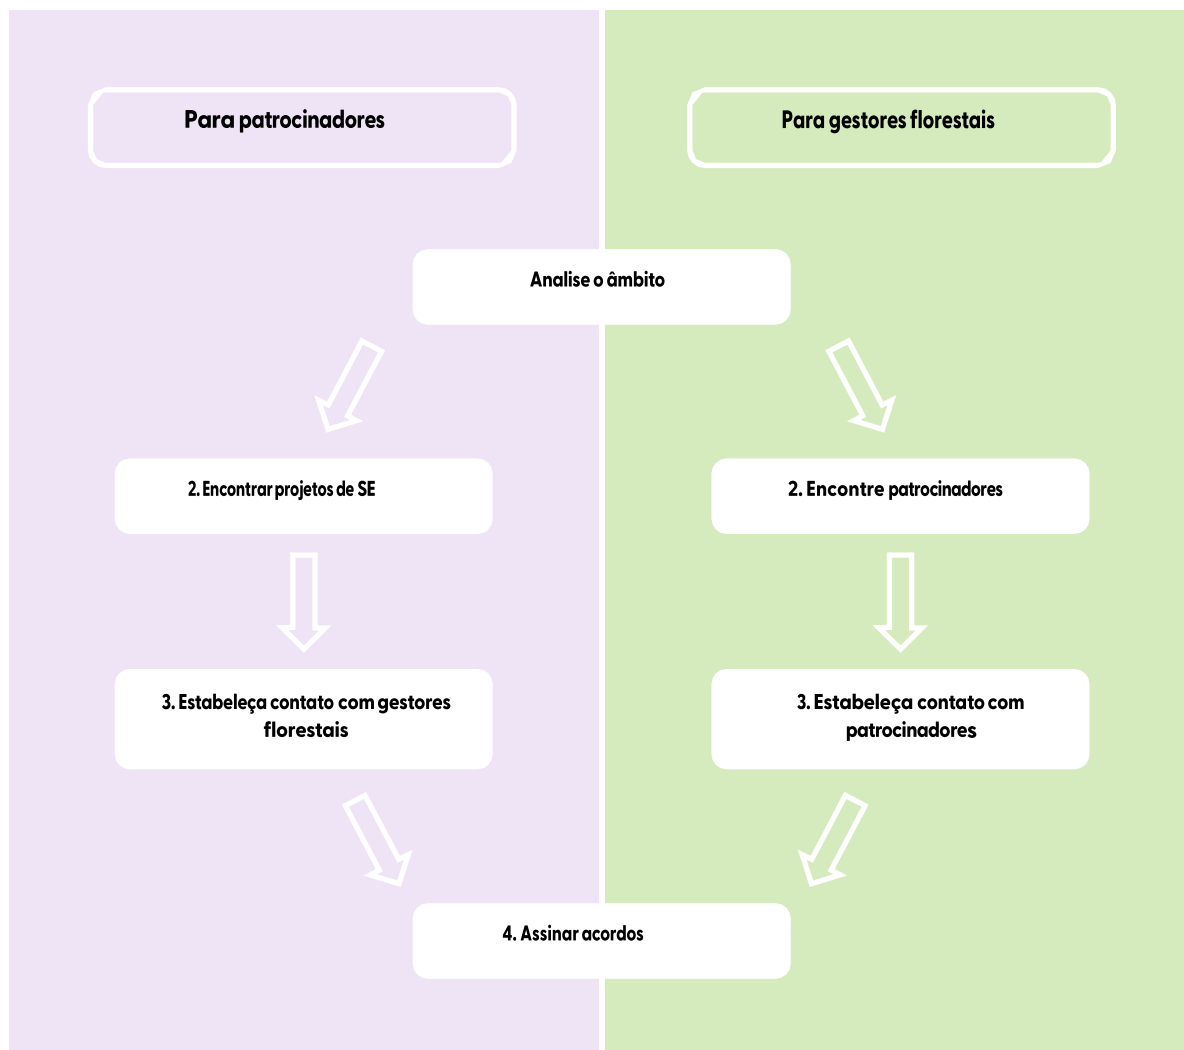 Para patrocinadores
Para gestores florestais
Analise o âmbito
2. Encontrar projetos de SE
2. Encontre patrocinadores
3. Estabeleça contato com gestores
florestais
3. Estabeleça contato com
patrocinadores
4. Assinar acordos